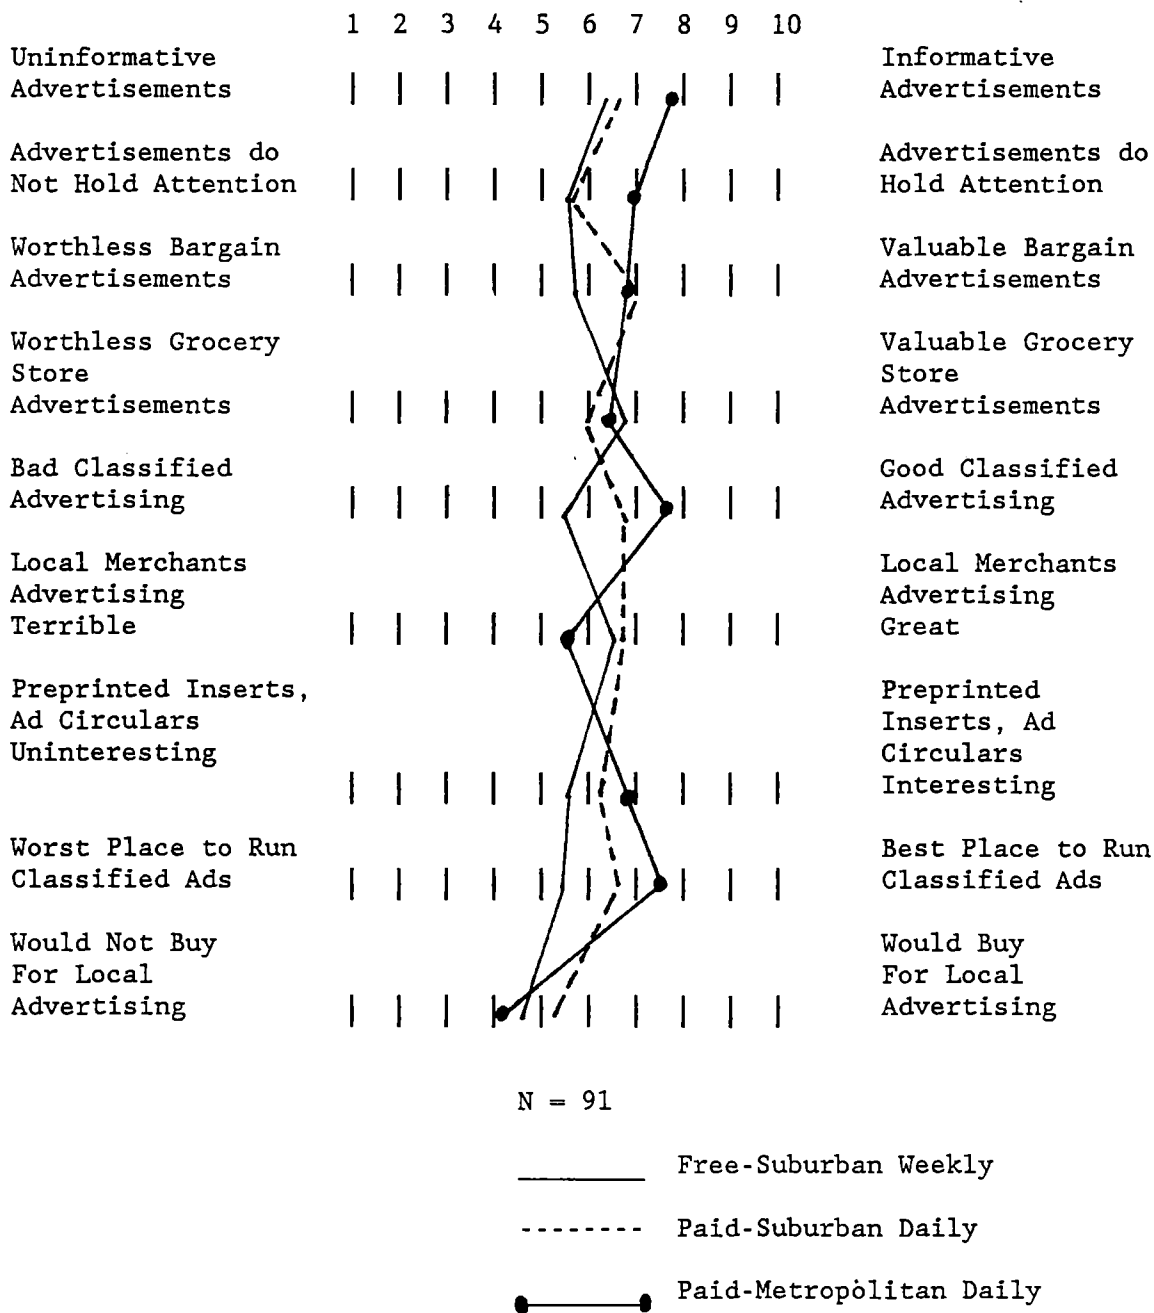 1 2 3 4 5 6 7 8 9 10
Uninformative
Advertisements
Informative
Advertisements
Advertisements do
Not Hold Attention
Advertisements do
Hold Attention
Worthless Bargain
Advertisements
Valuable Bargain
Advertisements
Worthless Grocery
Store
Advertisements
Valuable Grocery
Store
Advertisements
Bad Classified
Advertising
Good Classified
Advertising
Local Merchants
Advertising
Terrible
Local Merchants
Advertising
Great
Preprinted Inserts,
Ad Circulars
Uninteresting
Preprinted
Inserts, Ad
Circulars
Interesting
Worst Place to Run
Classified Ads
Best Place to Run
Classified Ads
Would Not Buy
For Local
Advertising
Would Buy
For Local
Advertising
N = 91
Free-Suburban Weekly
Paid-Suburban Daily
Paid-Metropolitan Daily